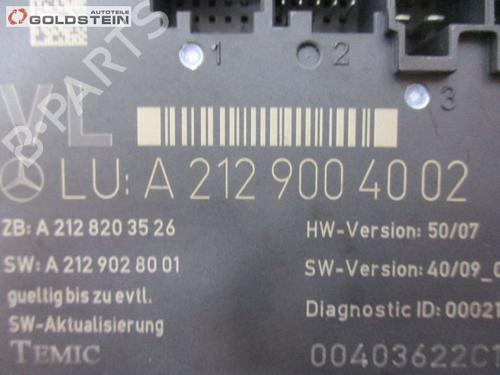 Autoteile
GOLDSTEIN
B-PARTS
1 2 3
VL
LU: A 212 900 40 02
ZB: A 212 820 35 26
HW-Version: 50/07
SW: A 212 902 80 01
SW-Version: 40/09_0
gueltig bis zu evtl.
Diagnostic ID: 00021
SW-Aktualisierung
TEMIC
00403622C1